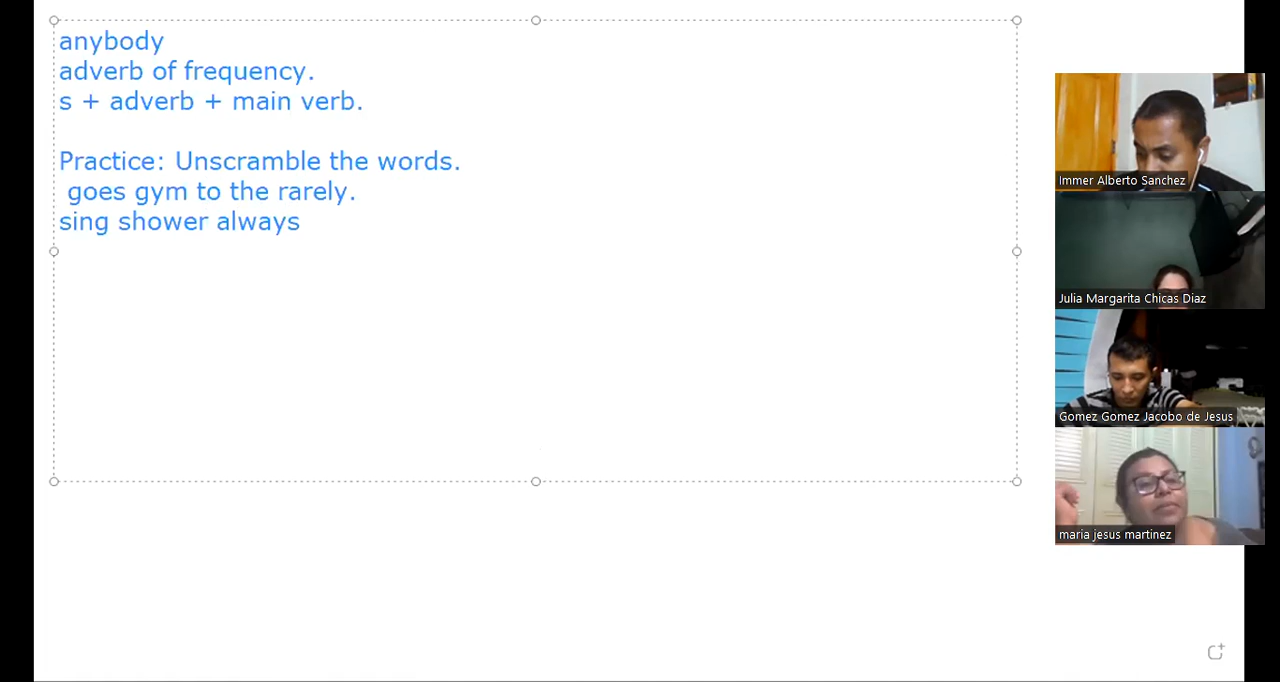 anybody
adverb of frequency.
s + adverb + main verb.
Practice: Unscramble the words.
goes gym to the rarely.
sing shower always
Immer Alberto Sanchez
Julia Margarita Chicas Diaz
Gomez Gomez Jacobo de Jesus
maria jesus martinez